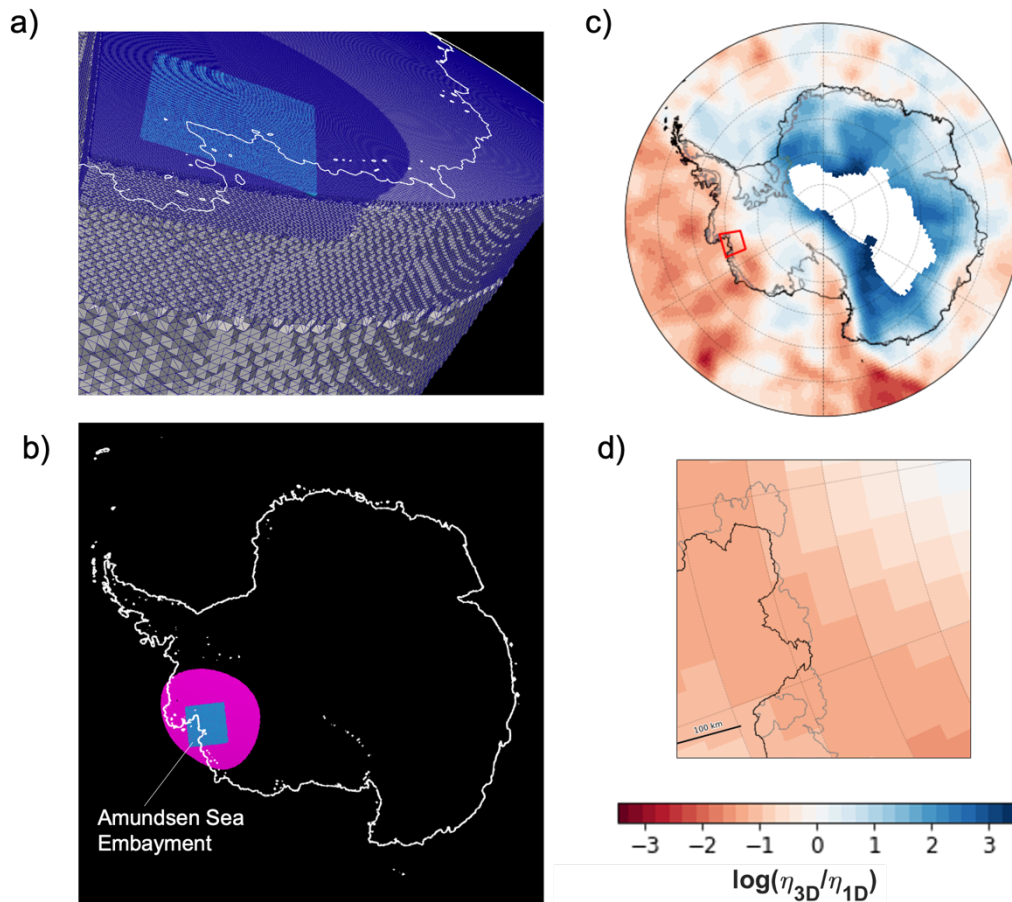 a)
c)
b)
d)
Amundsen Sea
Embayment
100 km
−3 −2 −1 0 1 2 3
log(η3D/η1D)